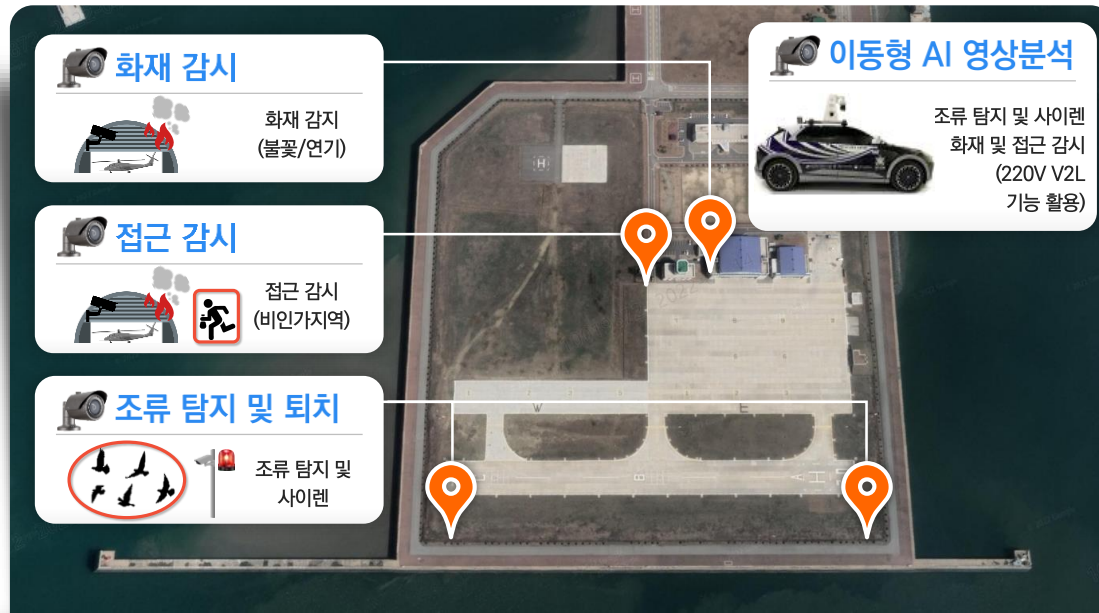 화재 감시
화재 감지
(불꽃/연기)
접근 감시
접근 감시
(비인가지역)
조류 탐지 및 퇴치
조류 탐지 및
사이렌
이동형 AI 영상분석
조류 탐지 및 사이렌
화재 및 접근 감시
(220V V2L
기능 활용)
H
2022
W
E
H